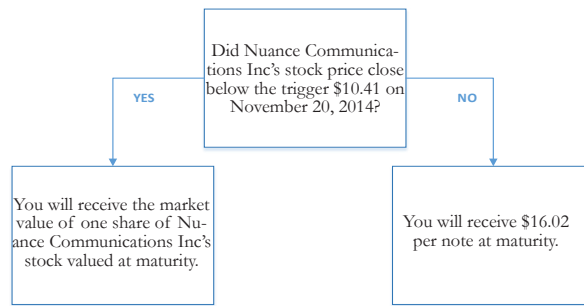 Did Nuance Communica-
tions Inc's stock price close
below the trigger $10.41 on
November 20, 2014?
YES
NO
You will receive the market
value of one share of Nu-
ance Communications Inc's
stock valued at maturity.
You will receive $16.02
per note at maturity.